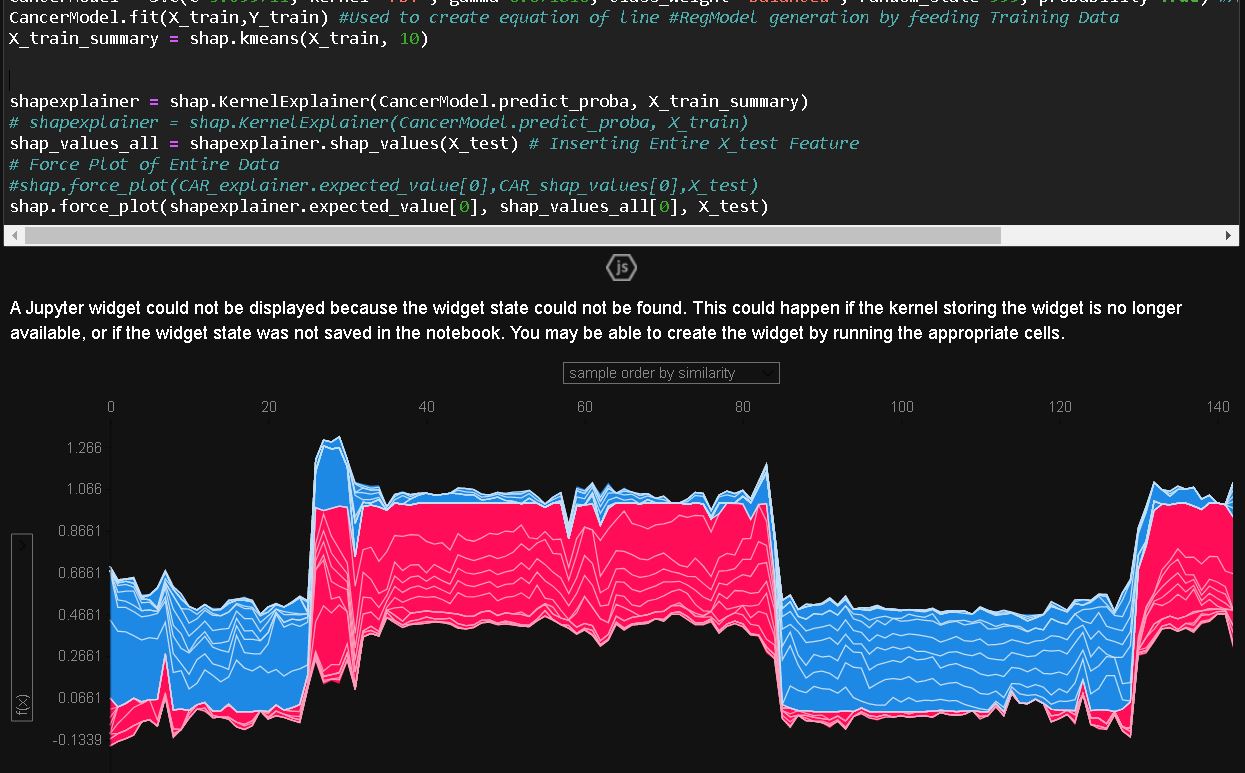 CancerModel.fit(X_train,Y_train) #Used to create equation of line #RegModel generation by feeding Training Data
X_train_summary = shap.kmeans(X_train, 10)
shapexplainer = shap.KernelExplainer(CancerModel.predict_proba, X_train_summary)
# shapexplainer = shap.KernelExplainer(CancerModel.predict_proba, X_train)
shap_values_all = shapexplainer.shap_values(X_test) # Inserting Entire X_test Feature
# Force Plot of Entire Data
#shap.force_plot(CAR_explainer.expected_value[0],CAR_shap_values[0],X_test)
shap.force_plot(shapexplainer.expected_value[0], shap_values_all[0], X_test)
js
A Jupyter widget could not be displayed because the widget state could not be found. This could happen if the kernel storing the widget is no longer
available, or if the widget state was not saved in the notebook. You may be able to create the widget by running the appropriate cells.
sample order by similarity
0 20 40 60 80 100 120 140
1.266
1.066
0.8661
0.6661
0.4661
0.2661
0.0661
-0.1339
f(x)